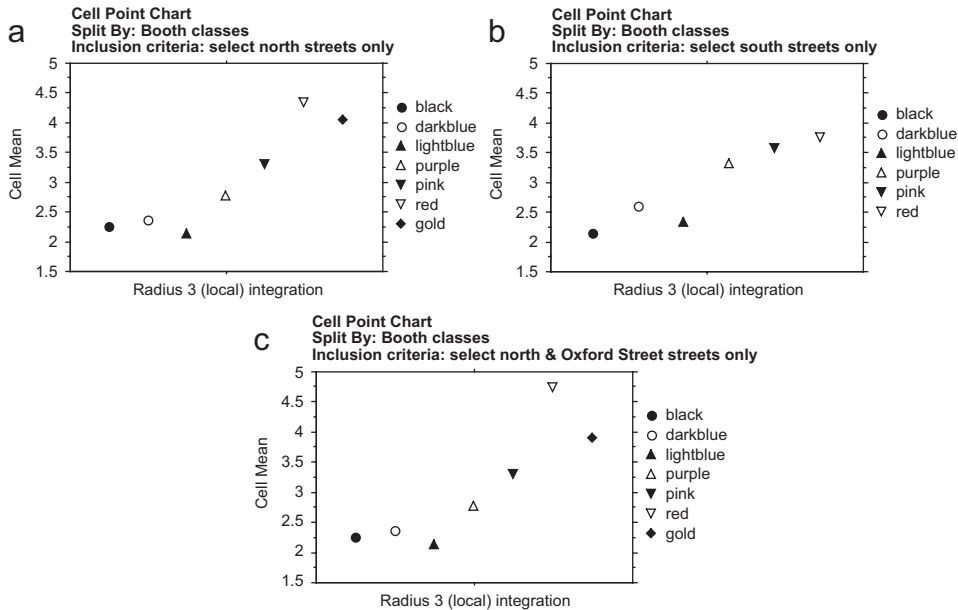 a
Cell Point Chart
Split By: Booth classes
Inclusion criteria: select north streets only
5
4.5
4
3.5
3
2.5
2
1.5
Cell Mean
Radius 3 (local) integration
black
darkblue
lightblue
purple
pink
red
gold
b
Cell Point Chart
Split By: Booth classes
Inclusion criteria: select south streets only
5
4.5
4
3.5
3
2.5
2
1.5
Cell Mean
Radius 3 (local) integration
black
darkblue
lightblue
purple
pink
red
c
Cell Point Chart
Split By: Booth classes
Inclusion criteria: select north & Oxford Street streets only
5
4.5
4
3.5
3
2.5
2
1.5
Cell Mean
Radius 3 (local) integration
black
darkblue
lightblue
purple
pink
red
gold